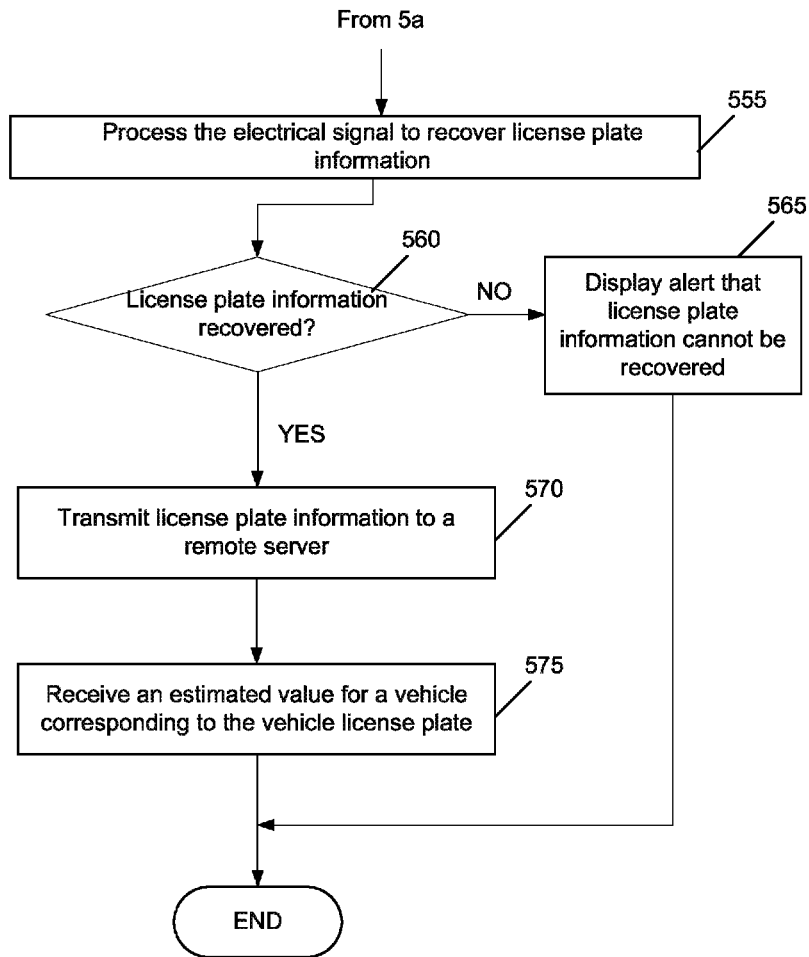 From 5a
555
Process the electrical signal to recover license plate
information
565
560
License plate information
recovered?
NO
Display alert that
license plate
information cannot be
recovered
YES
570
Transmit license plate information to a
remote server
575
Receive an estimated value for a vehicle
corresponding to the vehicle license plate
END